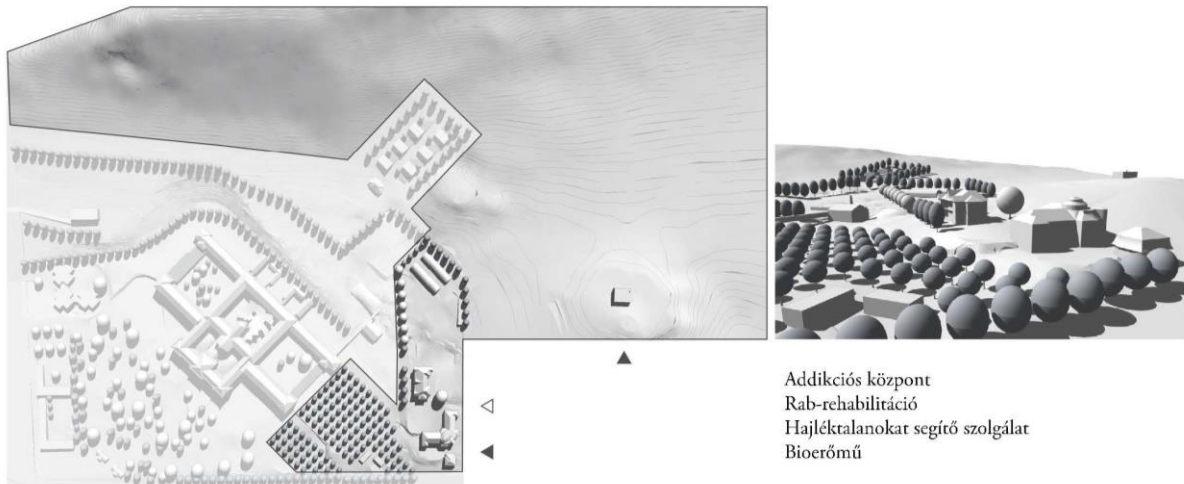 Addikciós központ
Rab-rehabilitáció
Hajléktalanokat segítő szolgálat
Bioerőmű